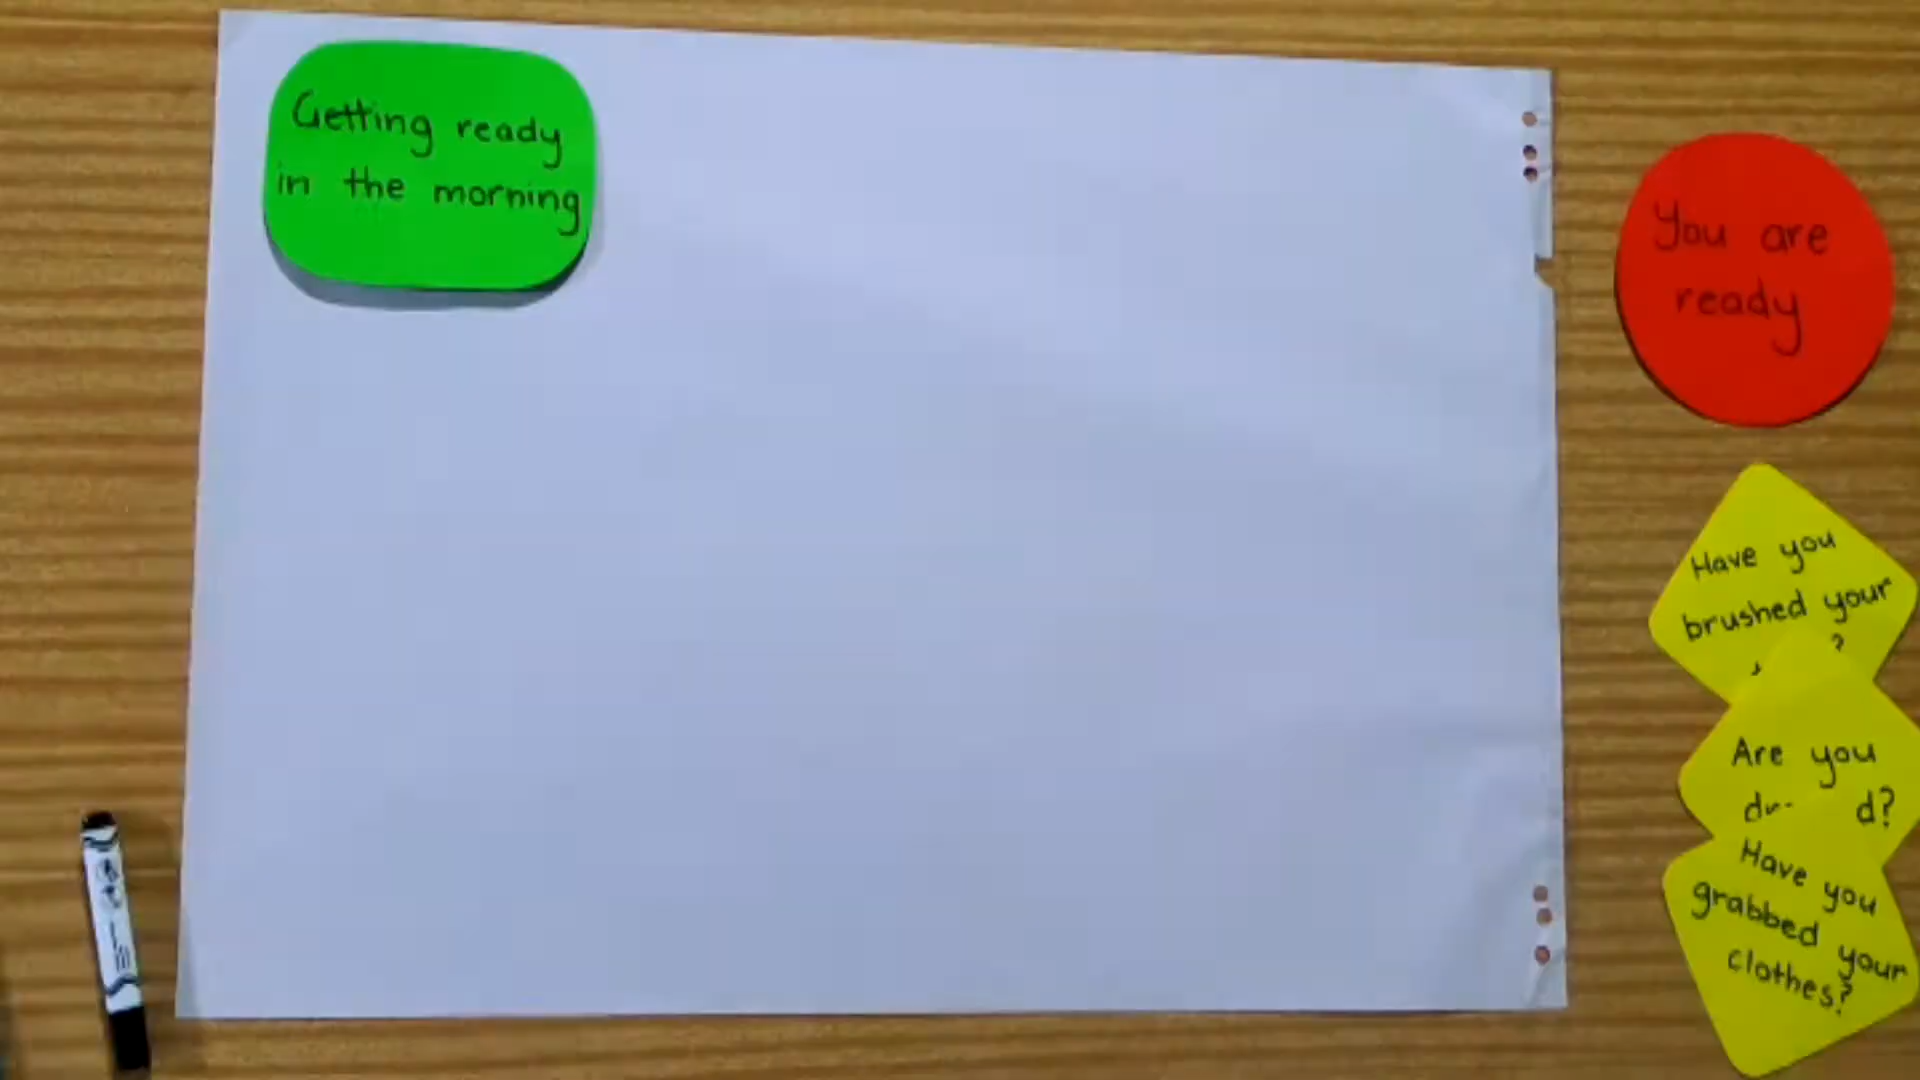 Getting ready
in the morning
You are
ready
Have you
brushed your
?
Are you
d?
Have you
grabbed your
clothes?